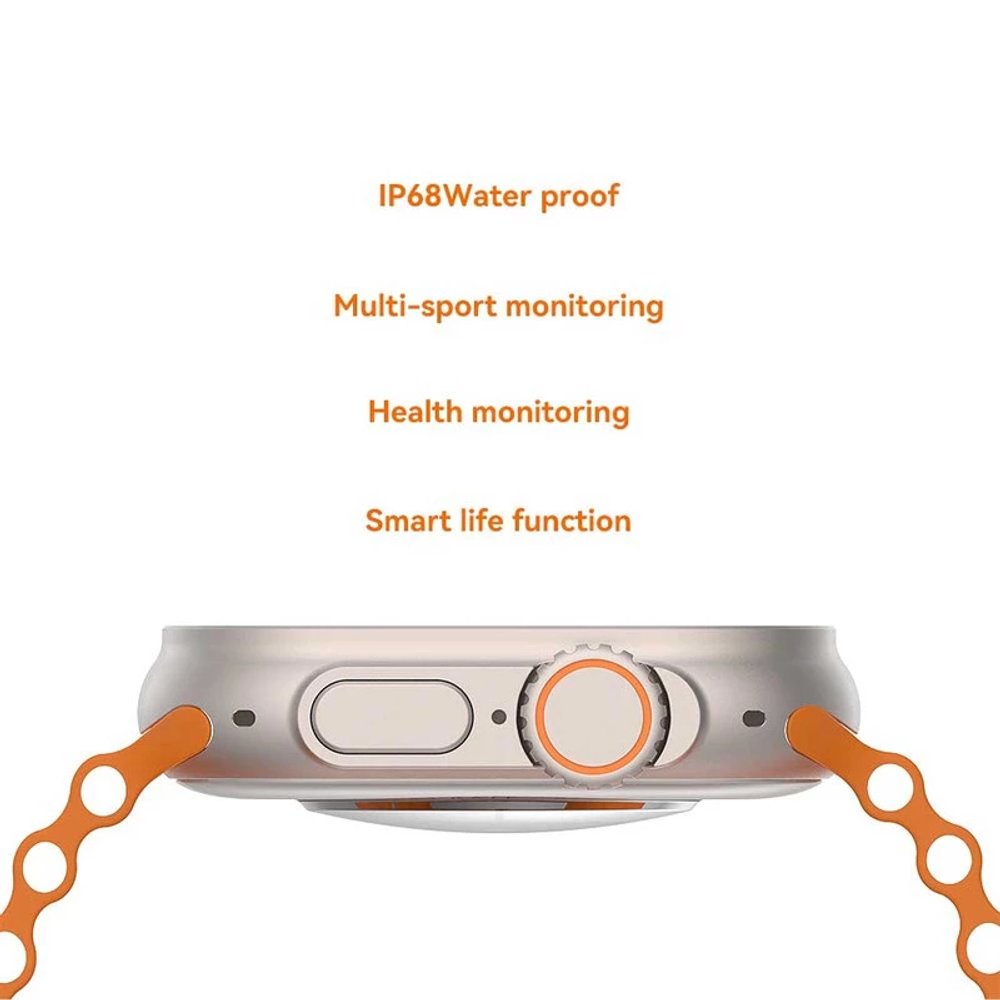 IP68Water proof
Multi-sport monitoring
Health monitoring
Smart life function